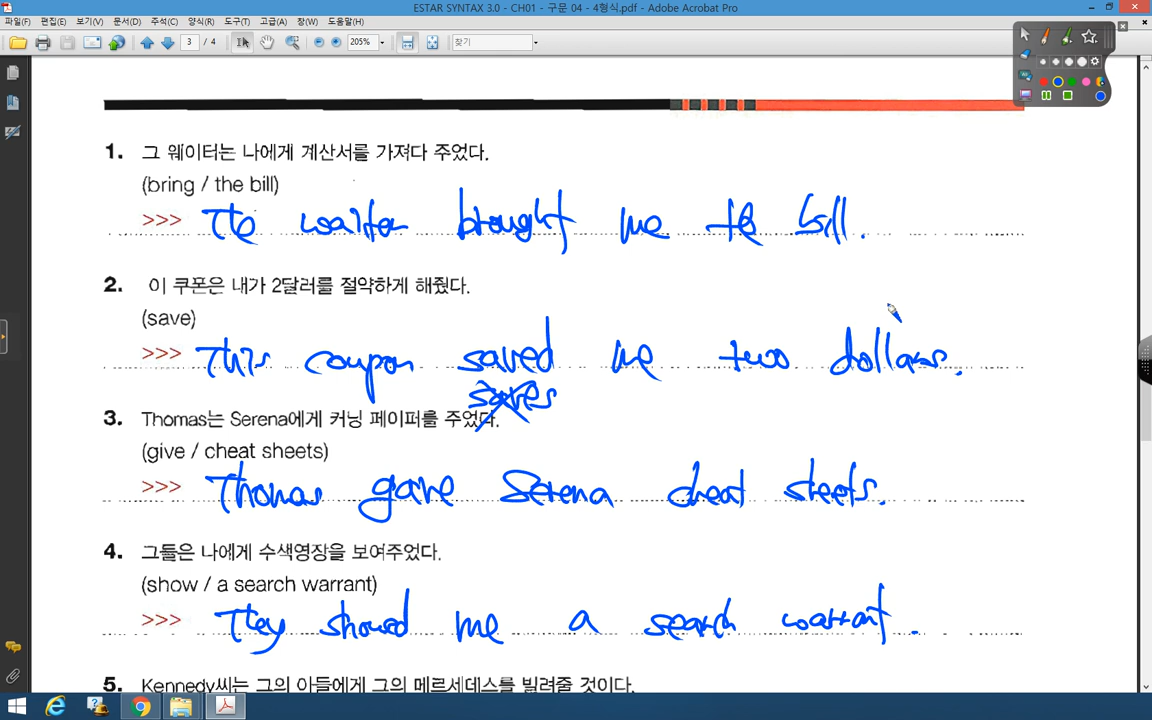 ESTAR SYNTAX 3.0 - CH01 - 구문 04 - 4형식.pdf - Adobe Acrobat Pro
파일(F) 편집(E) 보기(V) 문서(D) 주석(C) 양식(R) 도구(T) 고급(A) 창(W) 도움말(H)
3 / 4 205% 찾기
1. 그 웨이터는 나에게 계산서를 가져다 주었다.
(bring / the bill)
>>> The waiter brought me the bill.
2. 이 쿠폰은 내가 2달러를 절약하게 해줬다.
(save)
>>> This coupon saved me two dollars.
saves
3. Thomas는 Serena에게 커닝 페이퍼를 주었다.
(give / cheat sheets)
>>> Thomas gave Serena cheat sheets.
4. 그들은 나에게 수색영장을 보여주었다.
(show / a search warrant)
>>> They showed me a search warrant.
5. Kennedy씨는 그의 아들에게 그의 메르세데스를 빌려줄 것이다.